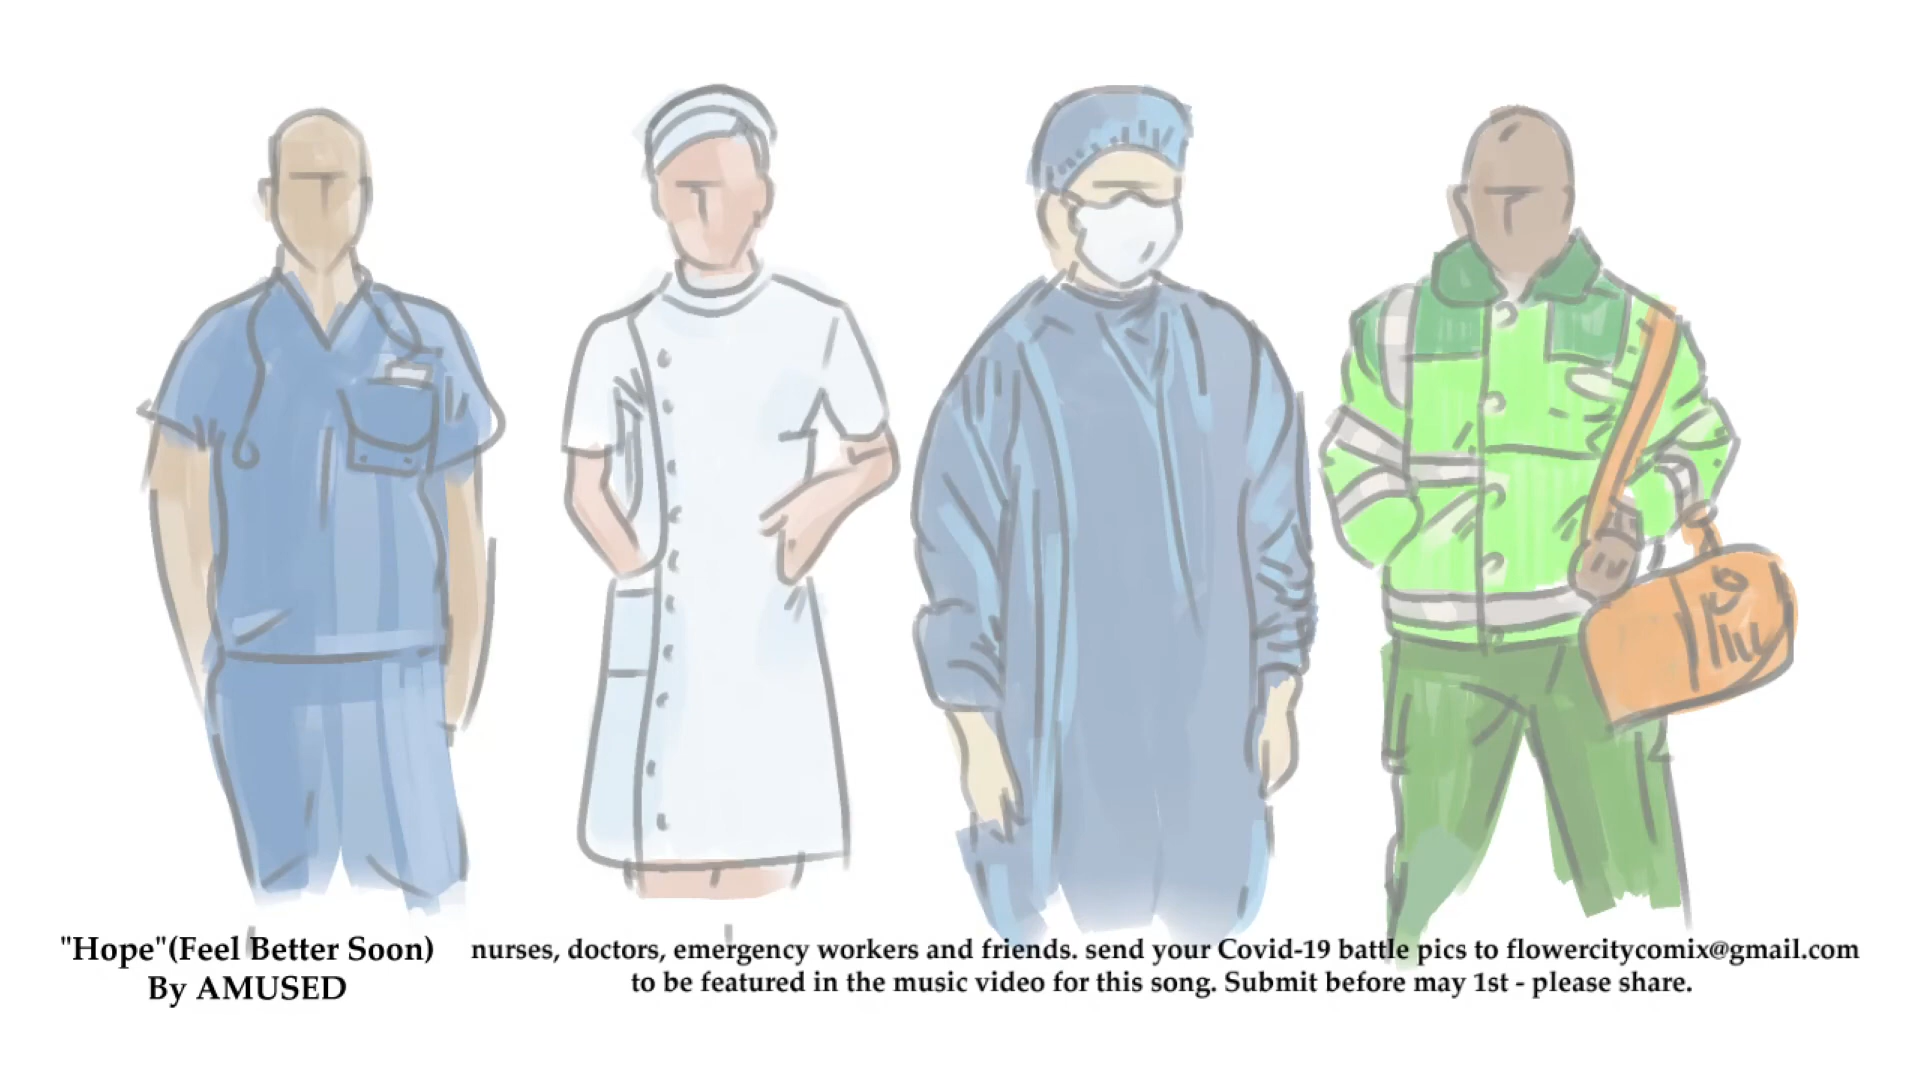 "Hope"(Feel Better Soon)
By AMUSED
nurses, doctors, emergency workers and friends. send your Covid-19 battle pics to flowercitycomix@gmail.com
to be featured in the music video for this song. Submit before may 1st - please share.